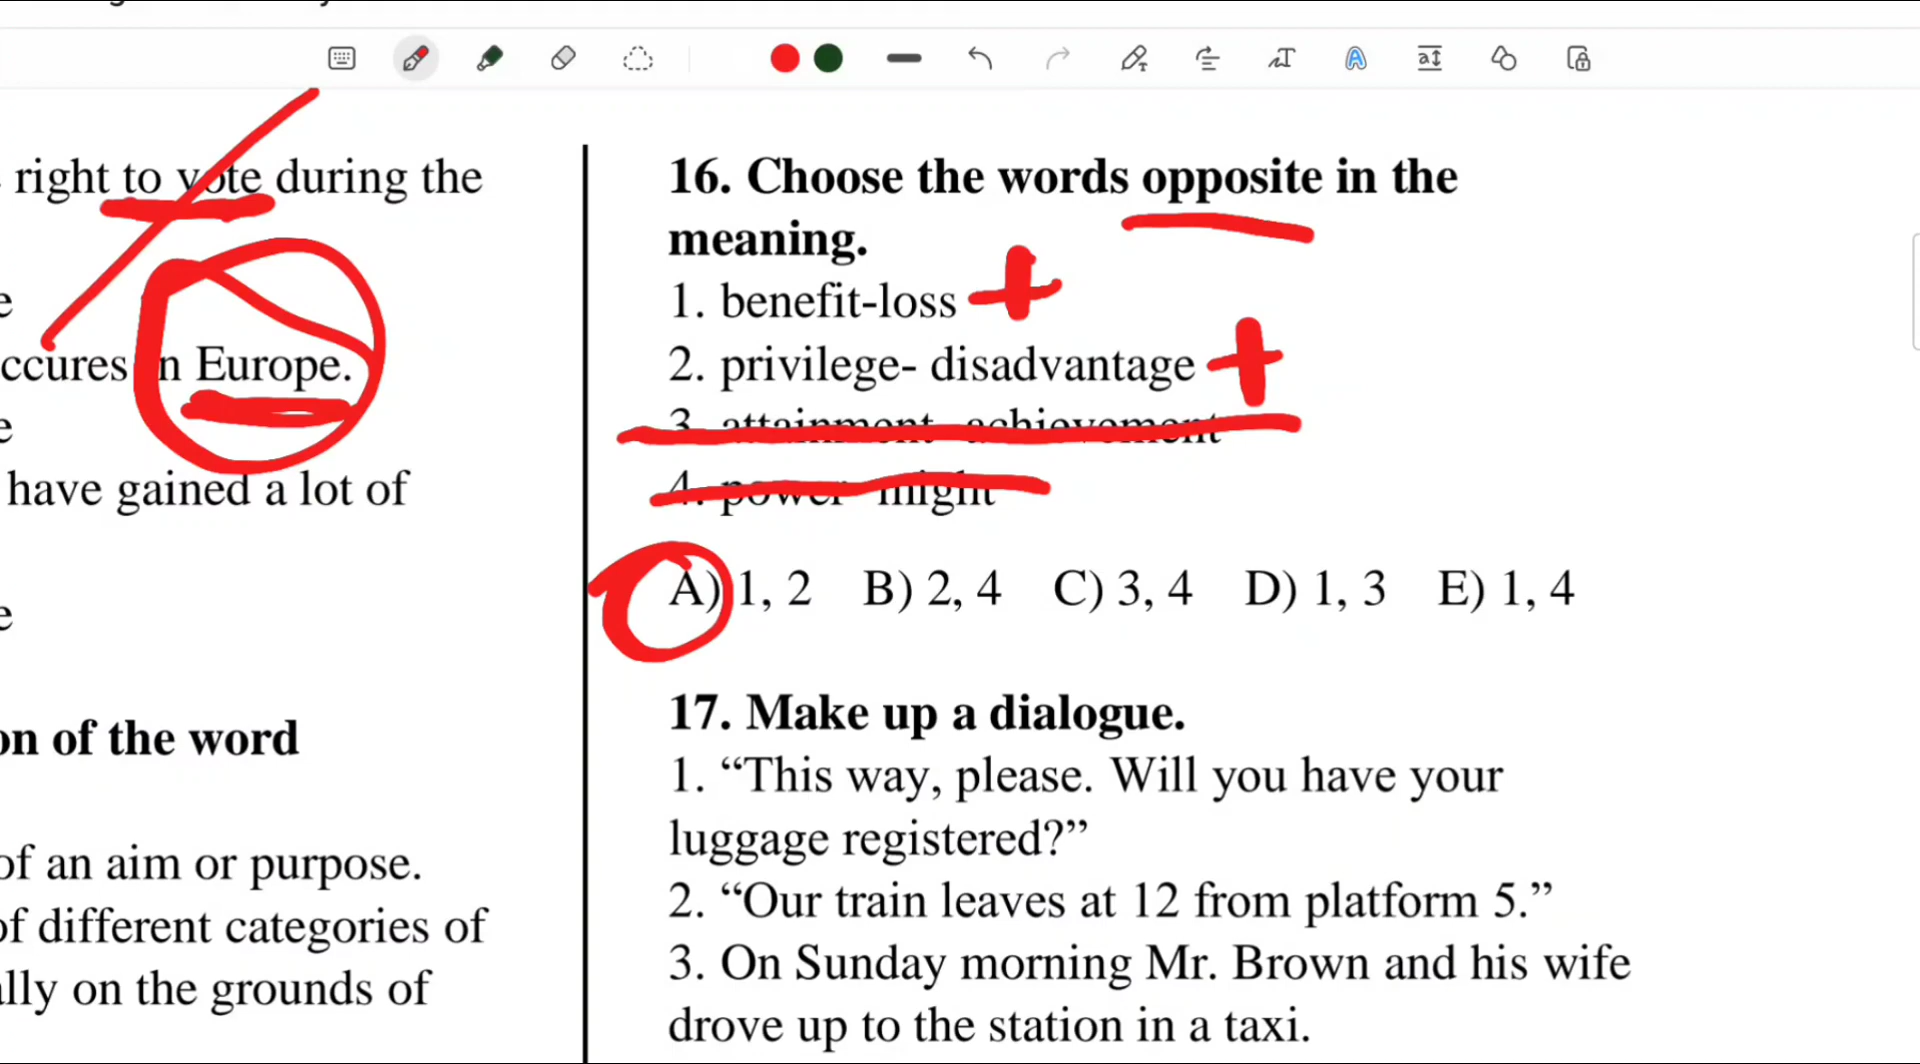 right to vote during the
e
ccures in Europe.
e
have gained a lot of
e
on of the word
of an aim or purpose.
of different categories of
ally on the grounds of
16. Choose the words opposite in the
meaning.
1. benefit-loss
2. privilege- disadvantage
3. attainment- achievement
4. power- might
A) 1, 2 B) 2, 4 C) 3, 4 D) 1, 3 E) 1, 4
17. Make up a dialogue.
1. “This way, please. Will you have your
luggage registered?”
2. “Our train leaves at 12 from platform 5.”
3. On Sunday morning Mr. Brown and his wife
drove up to the station in a taxi.